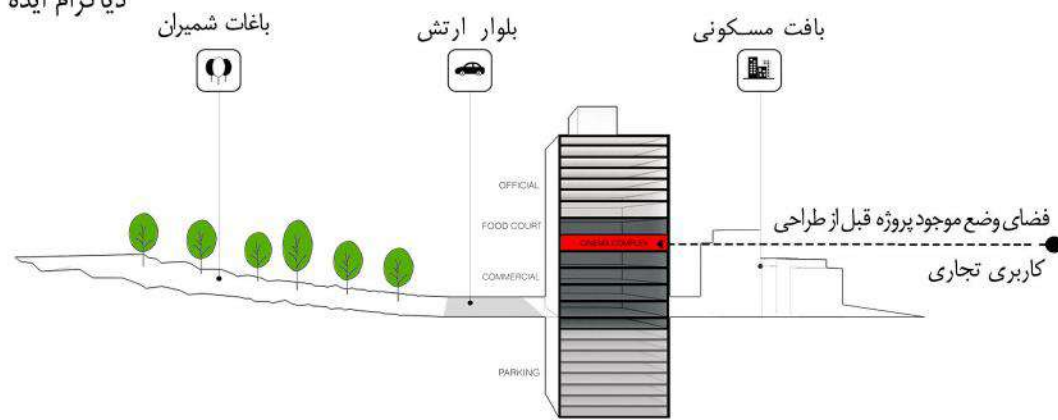 دیاگرام ایده
بافت مسکونی
بلوار ارتش
باغات شمیران
OFFICIAL
FOOD COURT
فضای وضع موجود پروژه قبل از طراحی
CINEMA COMPLEX
کاربری تجاری
COMMERCIAL
PARKING